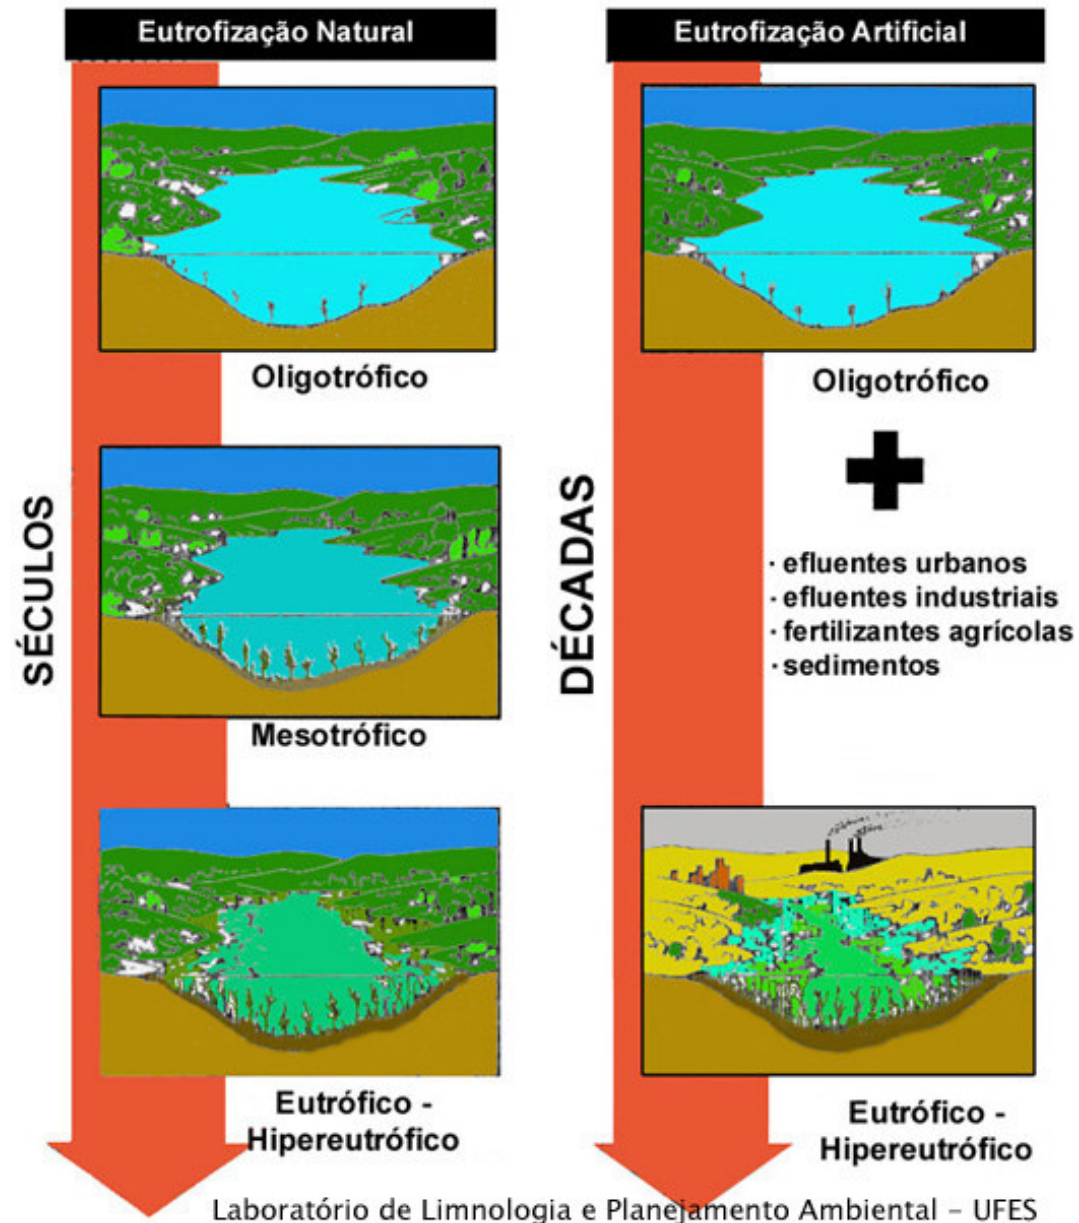 Eutrofização Natural
Oligotrófico
SÉCULOS
Mesotrófico
Eutrófico -
Hipereutrófico
Eutrofização Artificial
Oligotrófico
DÉCADAS
· efluentes urbanos
· efluentes industriais
· fertilizantes agrícolas
· sedimentos
Eutrófico -
Hipereutrófico
Laboratório de Limnologia e Planejamento Ambiental – UFES